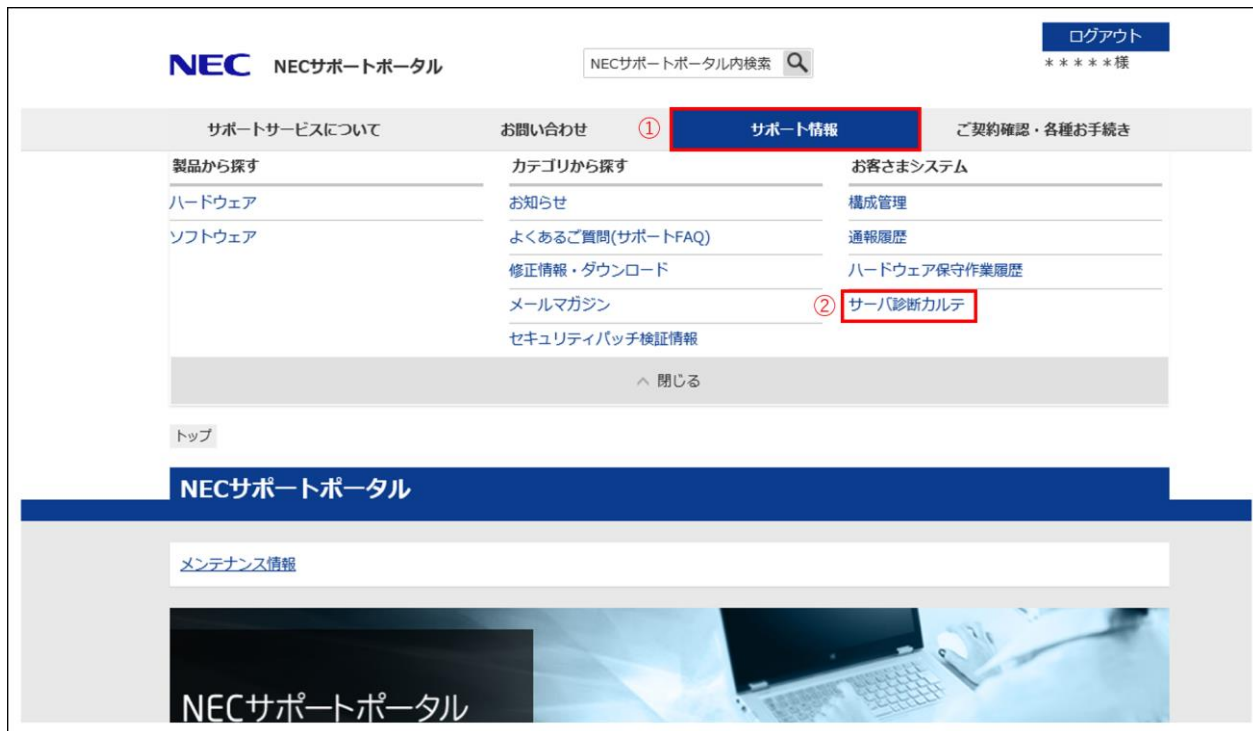 ログアウト
NEC NECサポートポータル NECサポートポータル内検索 *****様
サポートサービスについて お問い合わせ ① サポート情報 ご契約確認・各種お手続き
製品から探す カテゴリから探す お客さまシステム
ハードウェア お知らせ 構成管理
ソフトウェア よくあるご質問(サポートFAQ) 通報履歴
修正情報・ダウンロード ハードウェア保守作業履歴
メールマガジン ② サーバ診断カルテ
セキュリティパッチ検証情報
へ 閉じる
トップ
NECサポートポータル
メンテナンス情報
NECサポートポータル